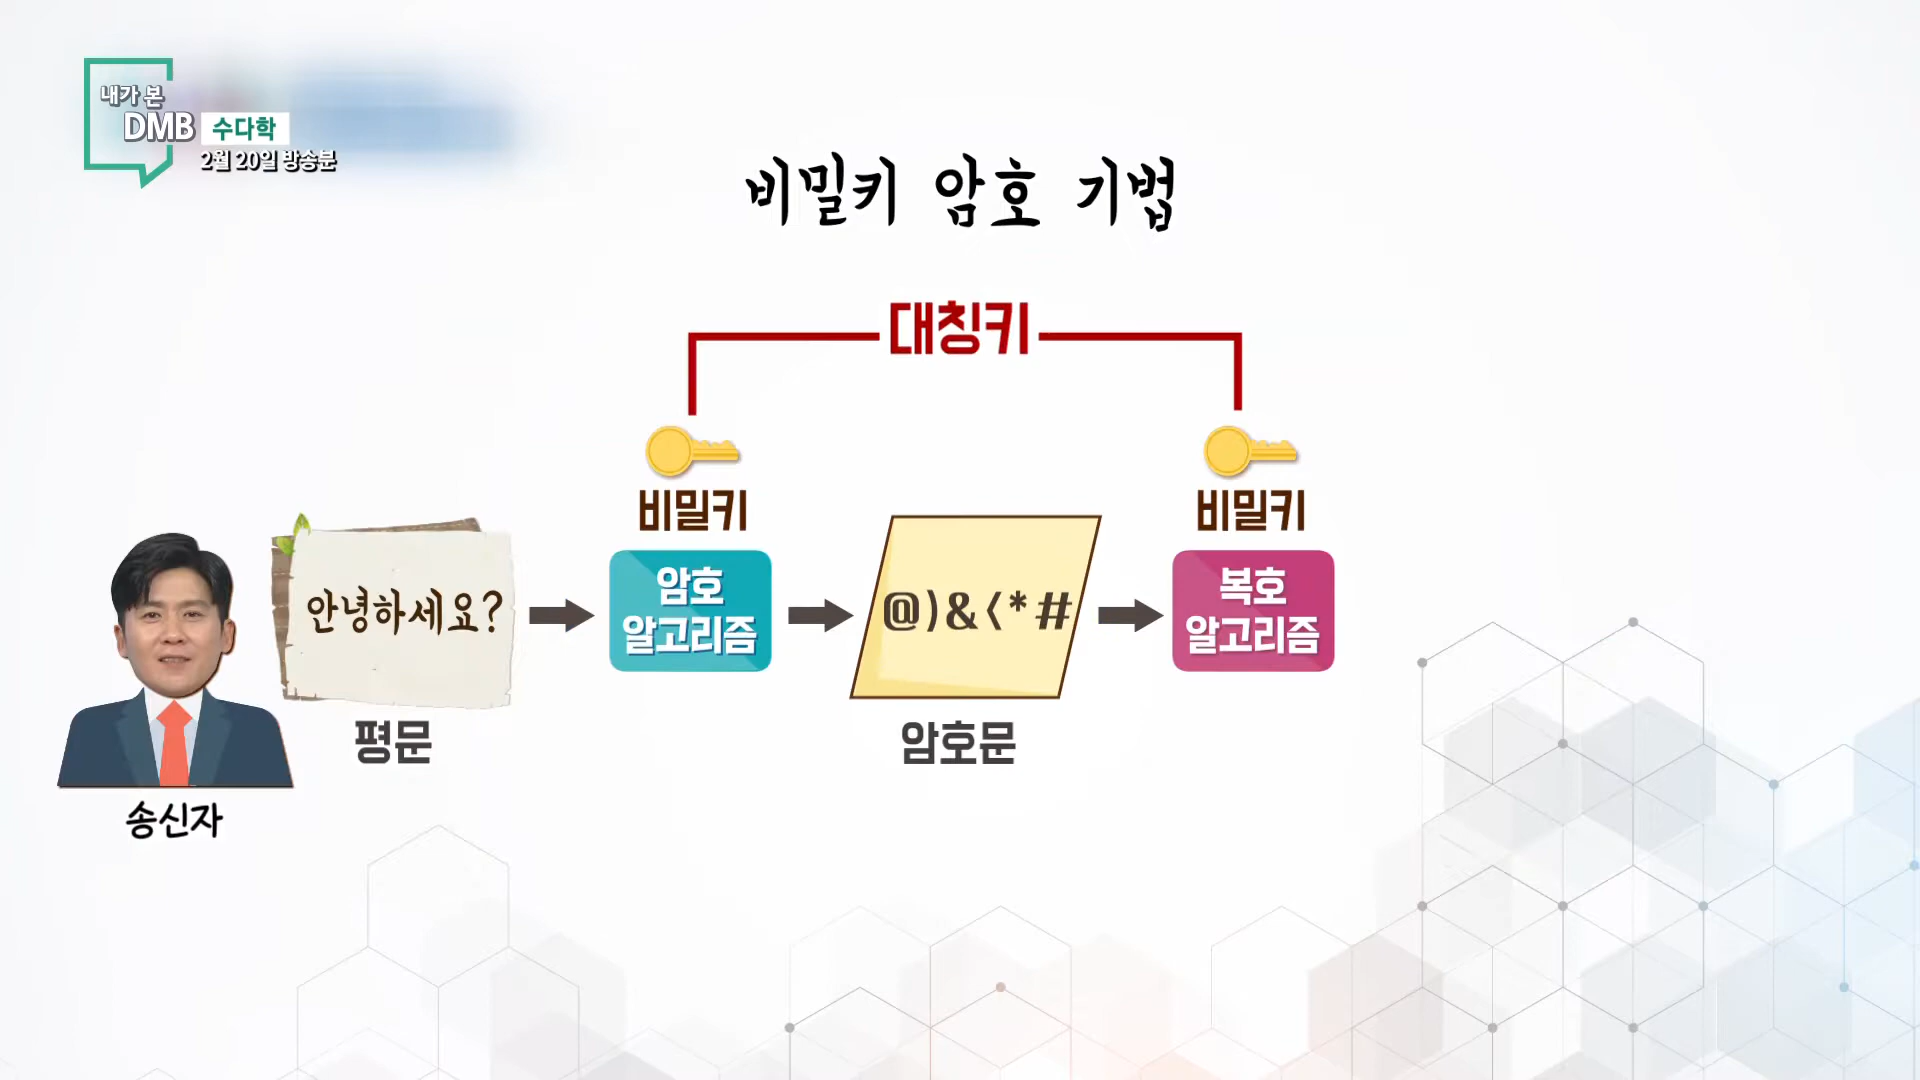 내가 본
DMB 수다학
2월 20일 방송분
비밀키 암호 기법
대칭키
비밀키
비밀키
안녕하세요?
암호
알고리즘
@)&<*#
복호
알고리즘
평문
암호문
송신자